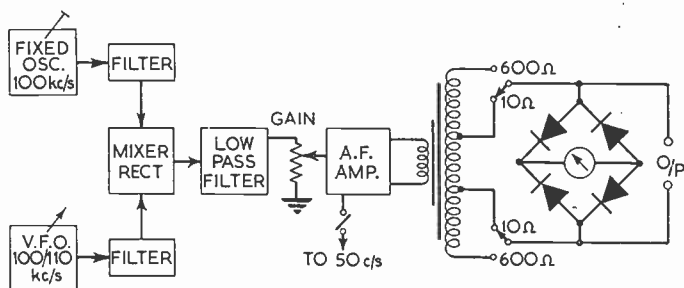 FIXED
OSC.
100kc/s
FILTER
MIXER
RECT
V.F.O.
100/110
kc/s
FILTER
LOW
PASS
FILTER
GAIN
A.F.
AMP.
TO 50c/s
600Ω
10Ω
10Ω
600Ω
O/P